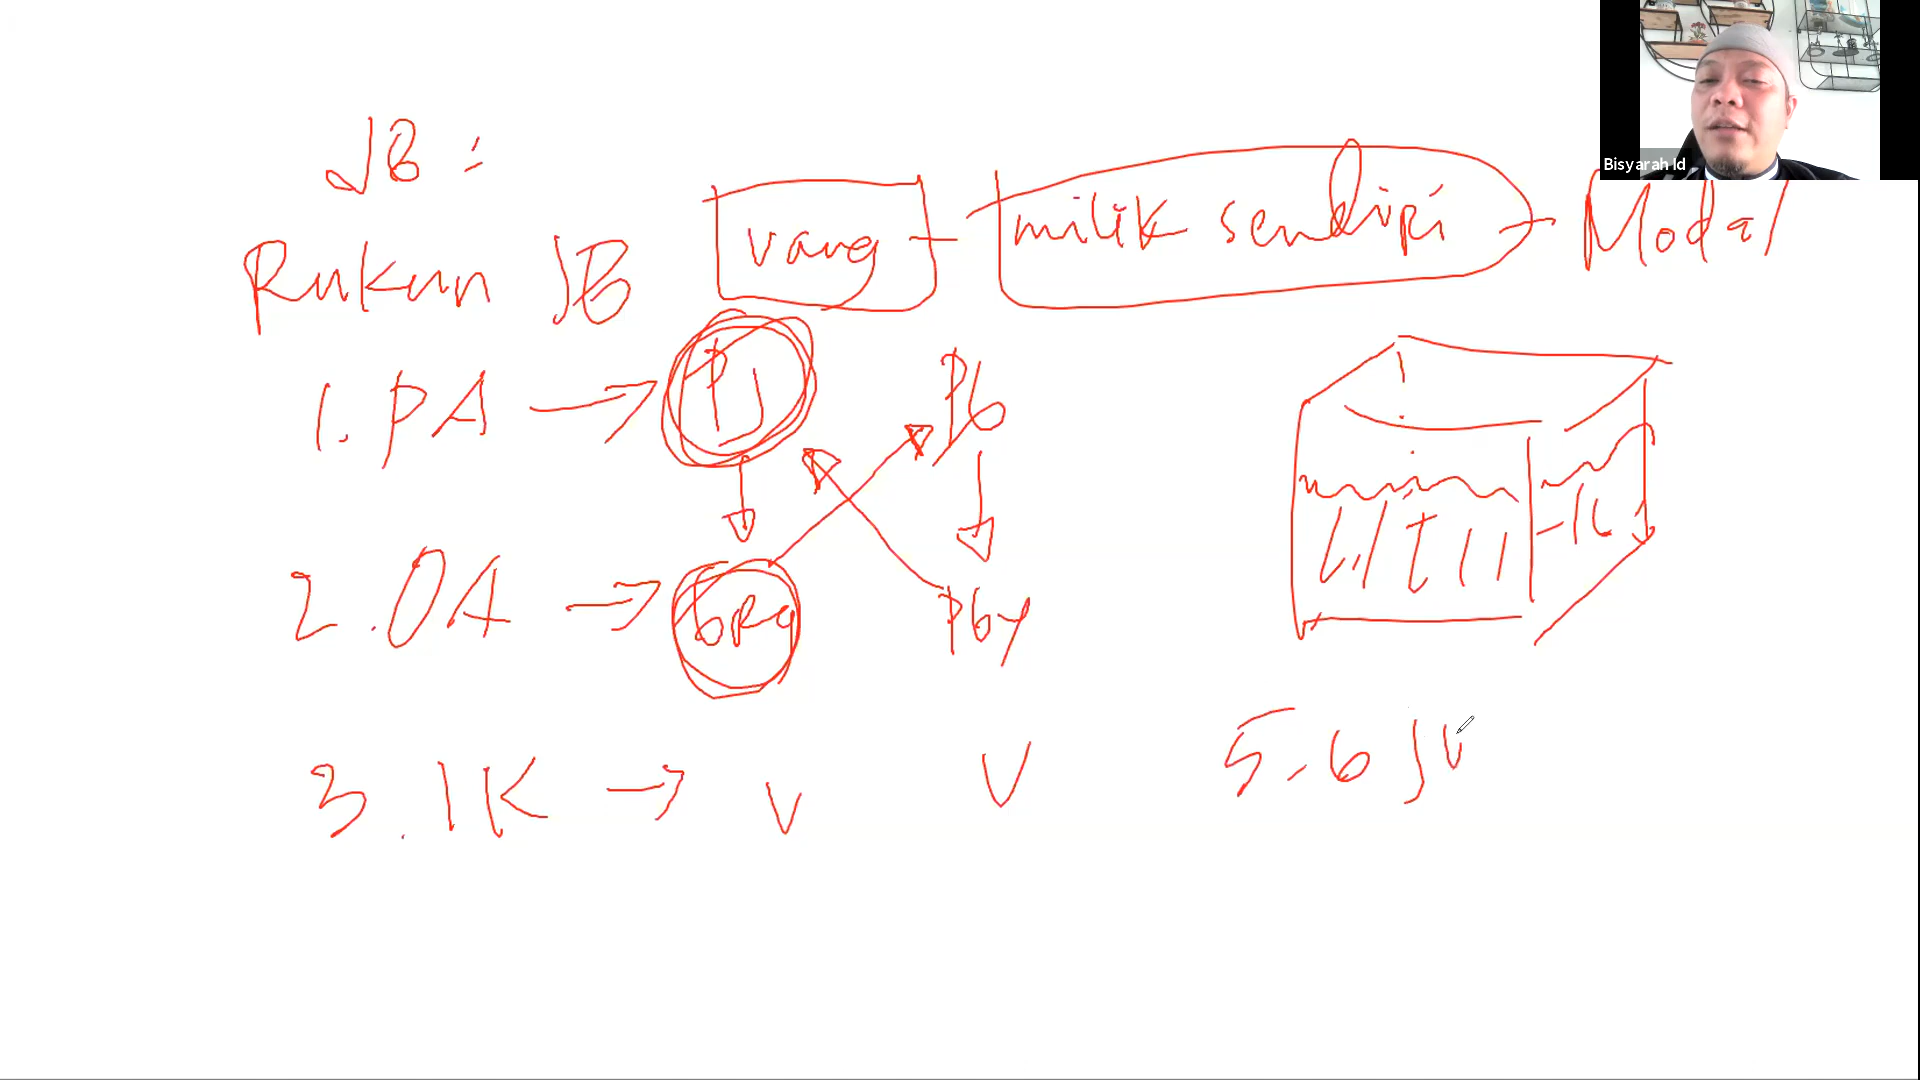 JB :
uang - milik sendiri - Modal
Rukun JB
1. PA → PJ Pb
2. OA → brg Pby
3. IK → v v
5-6 JU
Bisyarah Id